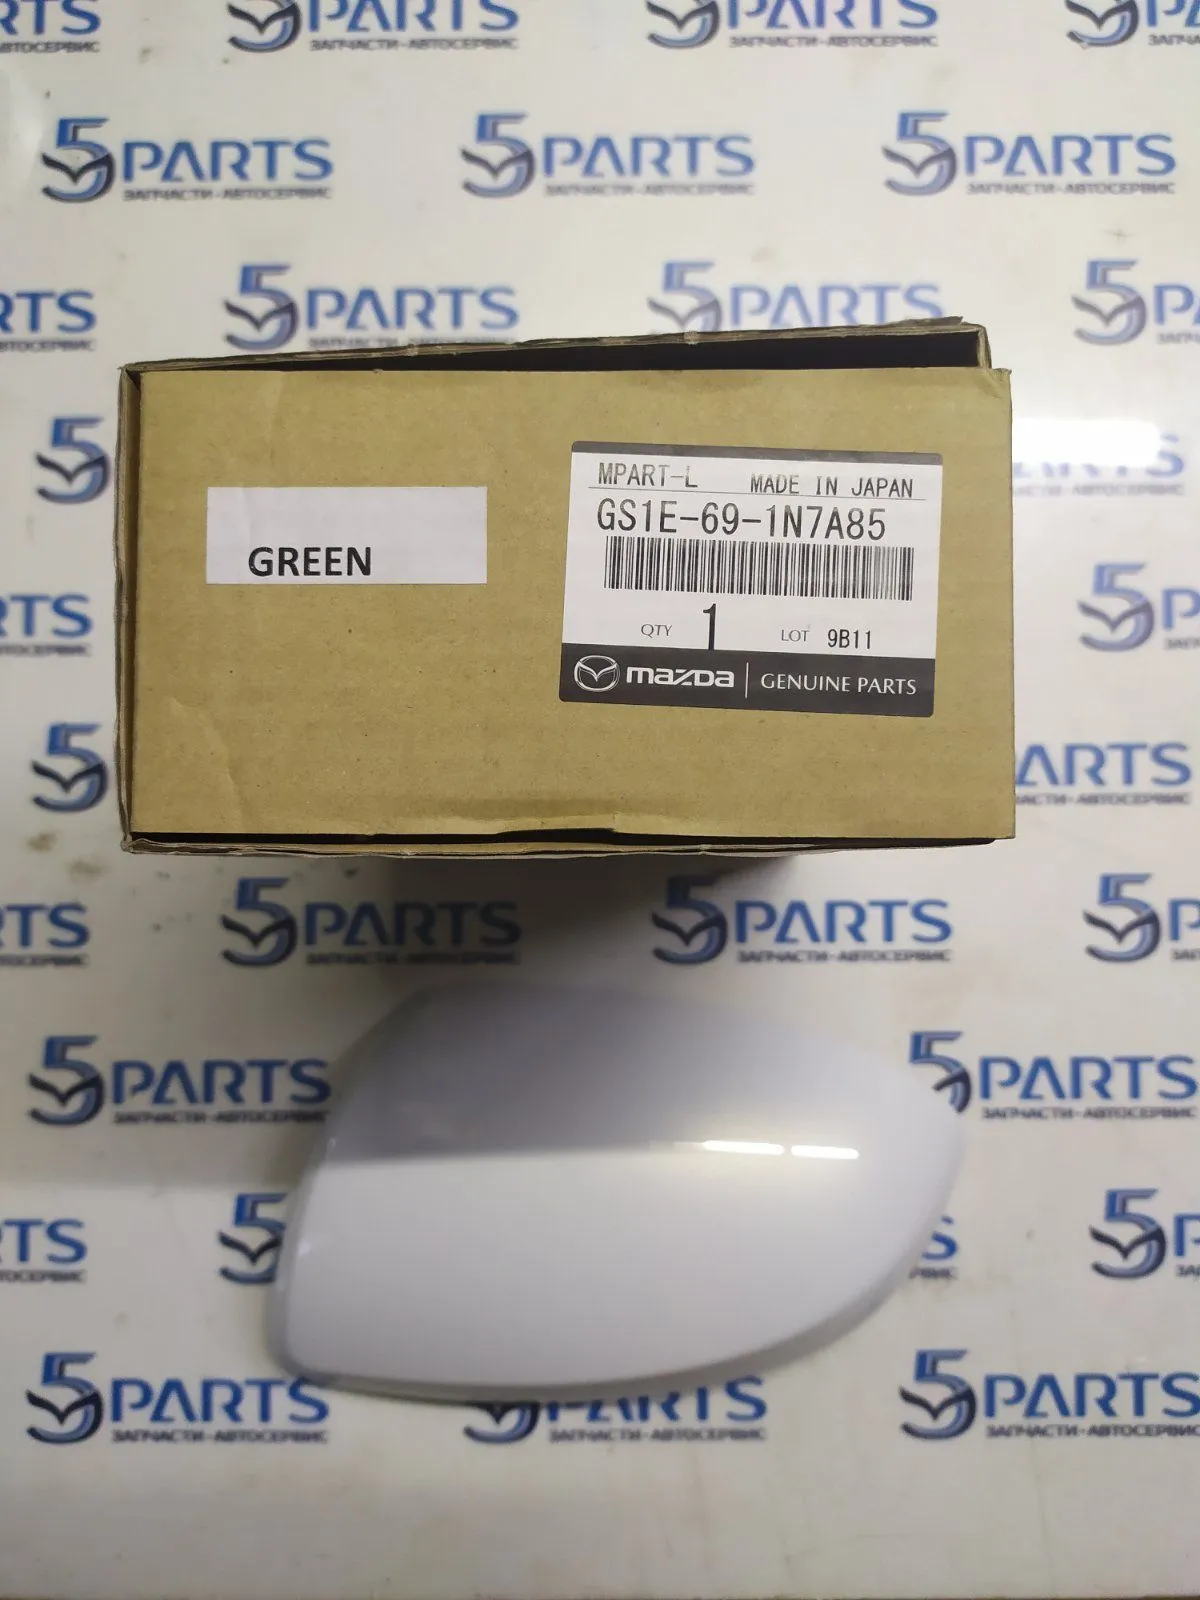 5PARTS
ЗАПЧАСТИ-АВТОСЕРВИС
GREEN
MPART-L MADE IN JAPAN
GS1E-69-1N7A85
QTY 1 LOT 9B11
mazda GENUINE PARTS